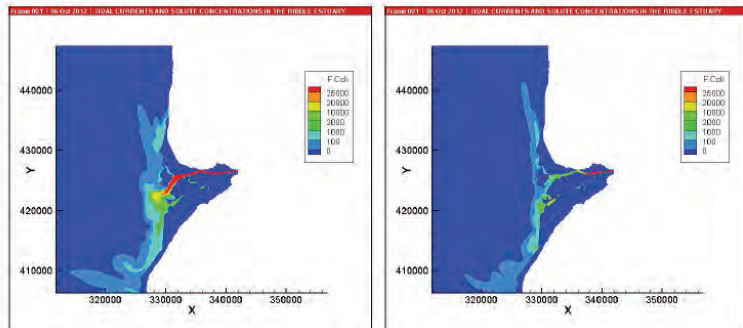 Frame 001 | 06 Oct 2012 | TIDAL CURRENTS AND SOLUTE CONCENTRATIONS IN THE RIBBLE ESTUARY
440000
430000
420000
410000
Y
320000 330000 340000 350000
X
F.Coli
25000
20000
10000
2000
1000
100
0
Frame 001 | 06 Oct 2012 | TIDAL CURRENTS AND SOLUTE CONCENTRATIONS IN THE RIBBLE ESTUARY
440000
430000
420000
410000
Y
320000 330000 340000 350000
X
F.Coli
25000
20000
10000
2000
1000
100
0